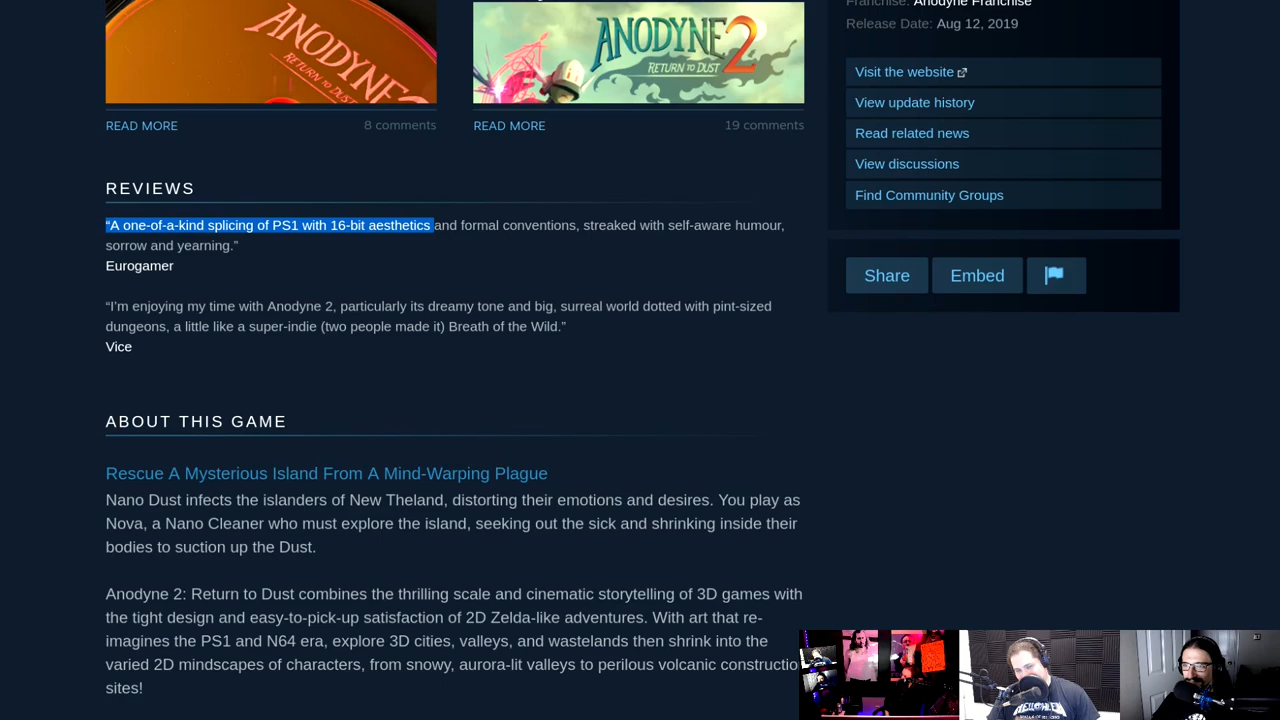 ANODYNE
RETURN TO DUST
ANODYNE 2
RETURN TO DUST
READ MORE
8 comments
READ MORE
19 comments
REVIEWS
“A one-of-a-kind splicing of PS1 with 16-bit aesthetics and formal conventions, streaked with self-aware humour,
sorrow and yearning.”
Eurogamer
“I’m enjoying my time with Anodyne 2, particularly its dreamy tone and big, surreal world dotted with pint-sized
dungeons, a little like a super-indie (two people made it) Breath of the Wild.”
Vice
ABOUT THIS GAME
Rescue A Mysterious Island From A Mind-Warping Plague
Nano Dust infects the islanders of New Theland, distorting their emotions and desires. You play as
Nova, a Nano Cleaner who must explore the island, seeking out the sick and shrinking inside their
bodies to suction up the Dust.
Anodyne 2: Return to Dust combines the thrilling scale and cinematic storytelling of 3D games with
the tight design and easy-to-pick-up satisfaction of 2D Zelda-like adventures. With art that re-
imagines the PS1 and N64 era, explore 3D cities, valleys, and wastelands then shrink into the
varied 2D mindscapes of characters, from snowy, aurora-lit valleys to perilous volcanic constructio
sites!
Franchise: Anodyne Franchise
Release Date: Aug 12, 2019
Visit the website
View update history
Read related news
View discussions
Find Community Groups
Share
Embed